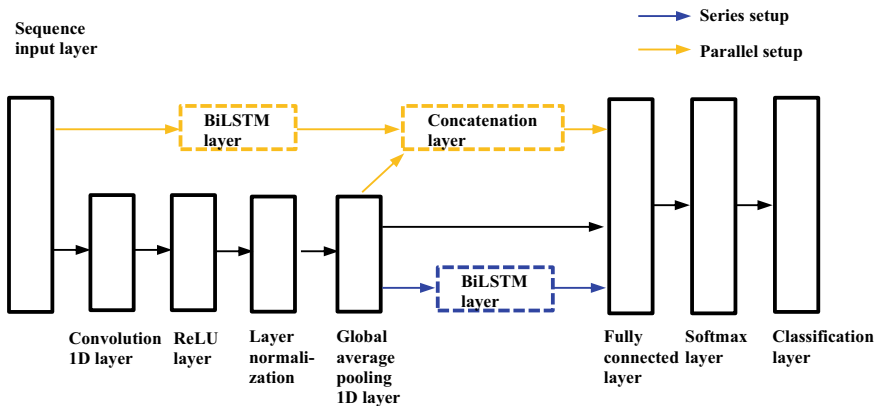 Sequence
input layer
Series setup
Parallel setup
BiLSTM
layer
Concatenation
layer
BiLSTM
layer
Convolution
1D layer
ReLU
layer
Layer
normali-
zation
Global
average
pooling
1D layer
Fully
connected
layer
Softmax
layer
Classification
layer